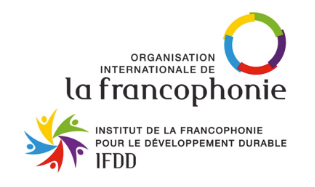 ORGANISATION
INTERNATIONALE DE
la francophonie
INSTITUT DE LA FRANCOPHONIE
POUR LE DÉVELOPPEMENT DURABLE
IFDD